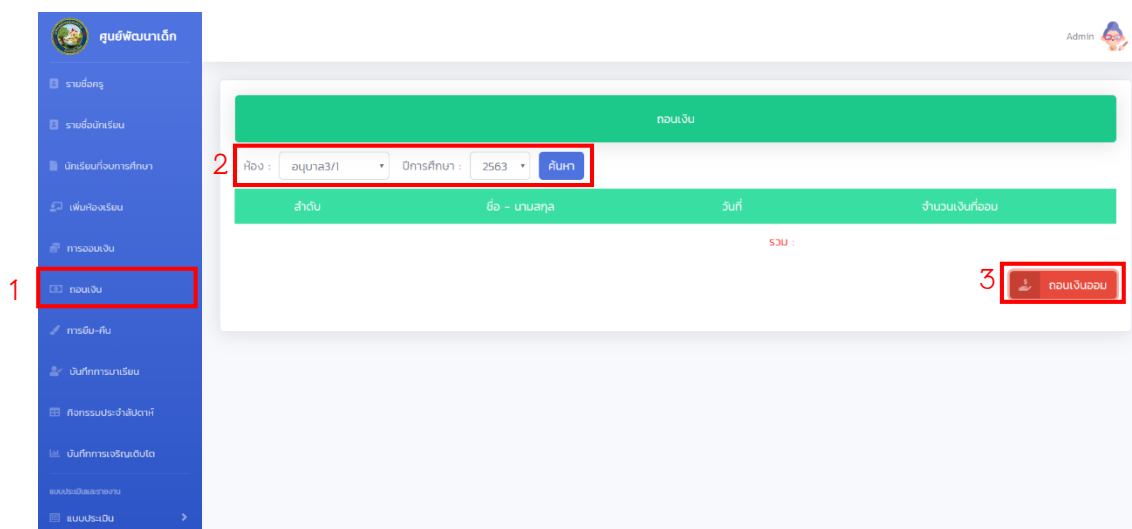 ศูนย์พัฒนาเด็ก
Admin
รายชื่อครู
รายชื่อนักเรียน
นักเรียนที่จบการศึกษา
เพิ่มห้องเรียน
การออมเงิน
1 ถอนเงิน
การยืม-คืน
บันทึกการมาเรียน
กิจกรรมประจำสัปดาห์
บันทึกการเจริญเติบโต
แบบประเมินและรายงาน
แบบประเมิน
ถอนเงิน
2 ห้อง : อนุบาล3/1 ปีการศึกษา : 2563 ค้นหา
ลำดับ ชื่อ - นามสกุล วันที่ จำนวนเงินที่ออม
รวม :
3 ถอนเงินออม